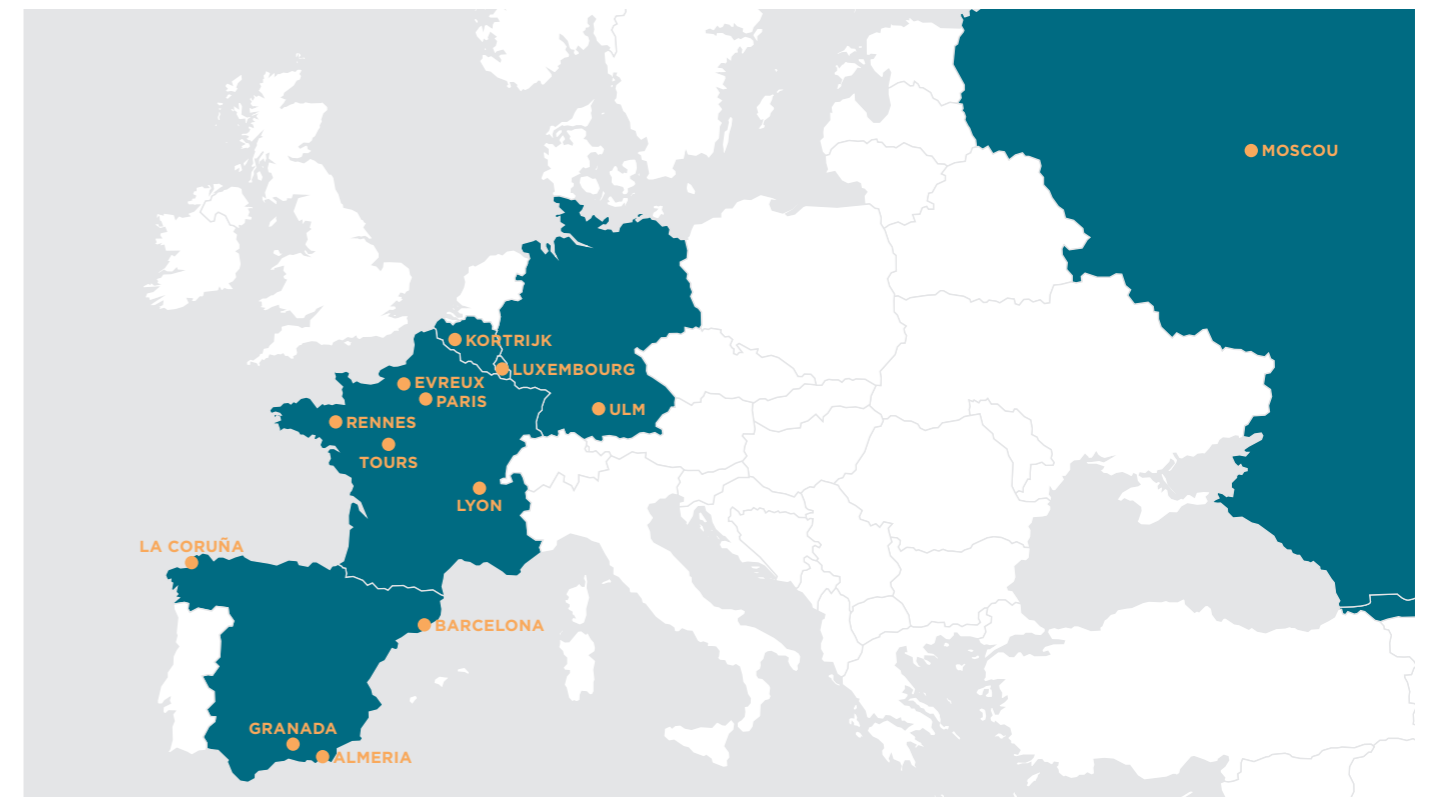 MOSCOU
KORTRIJK
LUXEMBOURG
EVREUX
PARIS
ULM
RENNES
TOURS
LYON
LA CORUÑA
BARCELONA
GRANADA
ALMERIA